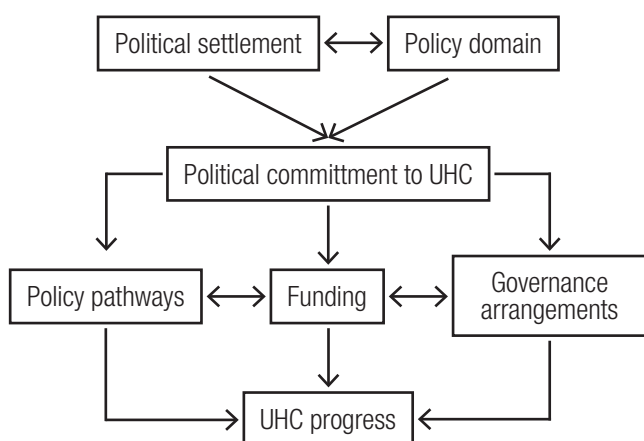 Political settlement
Policy domain
Political committment to UHC
Policy pathways
Funding
Governance
arrangements
UHC progress